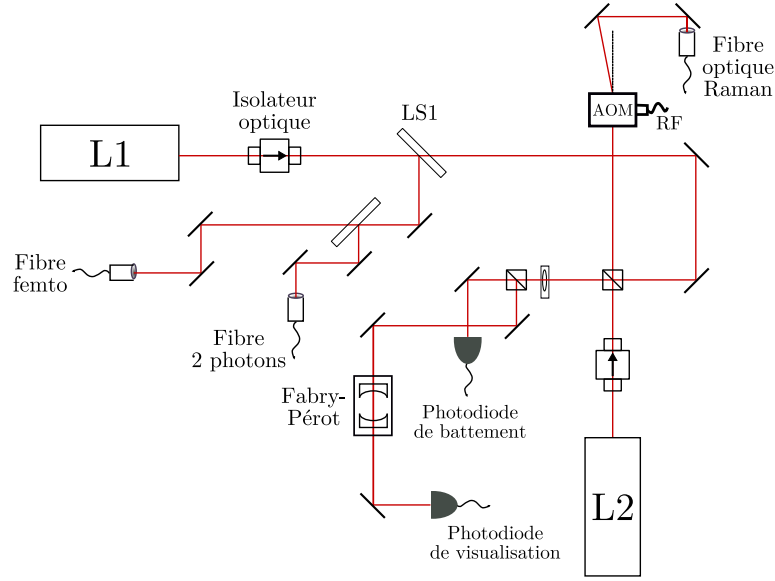 Fibre
optique
Raman
AOM
RF
Isolateur
optique
LS1
L1
Fibre
femto
Fibre
2 photons
Fabry-
Pérot
Photodiode
de battement
L2
Photodiode
de visualisation